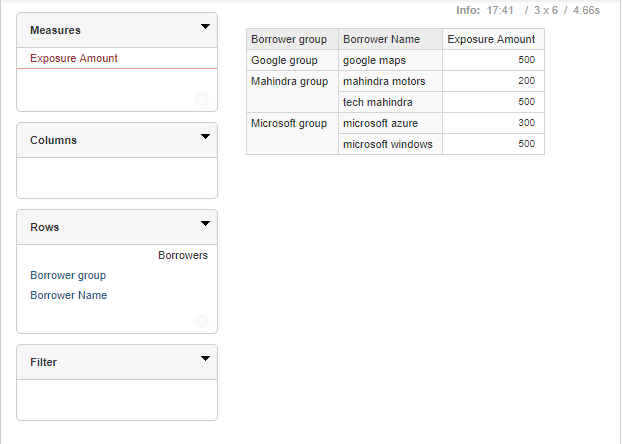 Info: 17:41 / 3 x 6 / 4.66s
Measures
Exposure Amount
Columns
Rows
Borrowers
Borrower group
Borrower Name
Filter
Borrower group Borrower Name Exposure Amount
Google group google maps 500
Mahindra group mahindra motors 200
tech mahindra 500
Microsoft group microsoft azure 300
microsoft windows 500